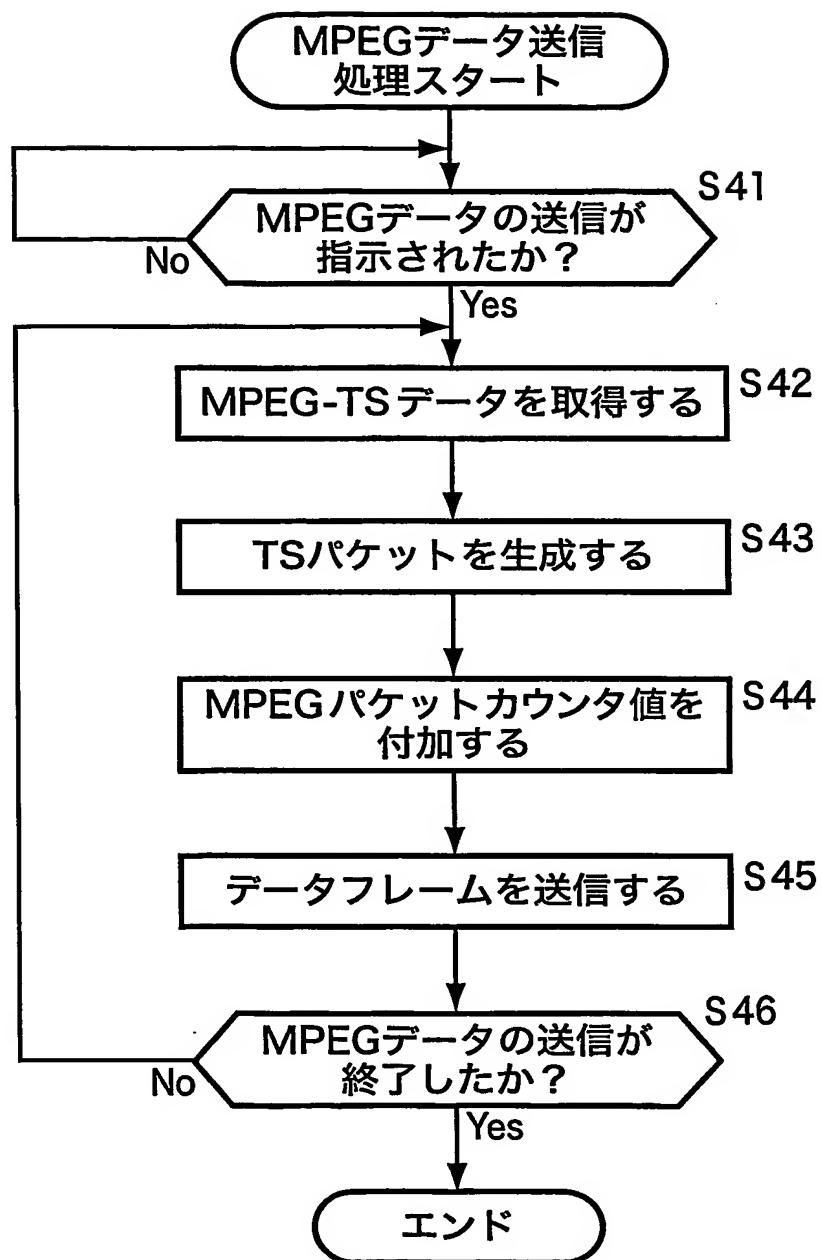 MPEGデータ送信
処理スタート
S41
MPEGデータの送信が
指示されたか？
No
Yes
S42
MPEG-TSデータを取得する
S43
TSパケットを生成する
S44
MPEGパケットカウンタ値を
付加する
S45
データフレームを送信する
S46
MPEGデータの送信が
終了したか？
No
Yes
エンド